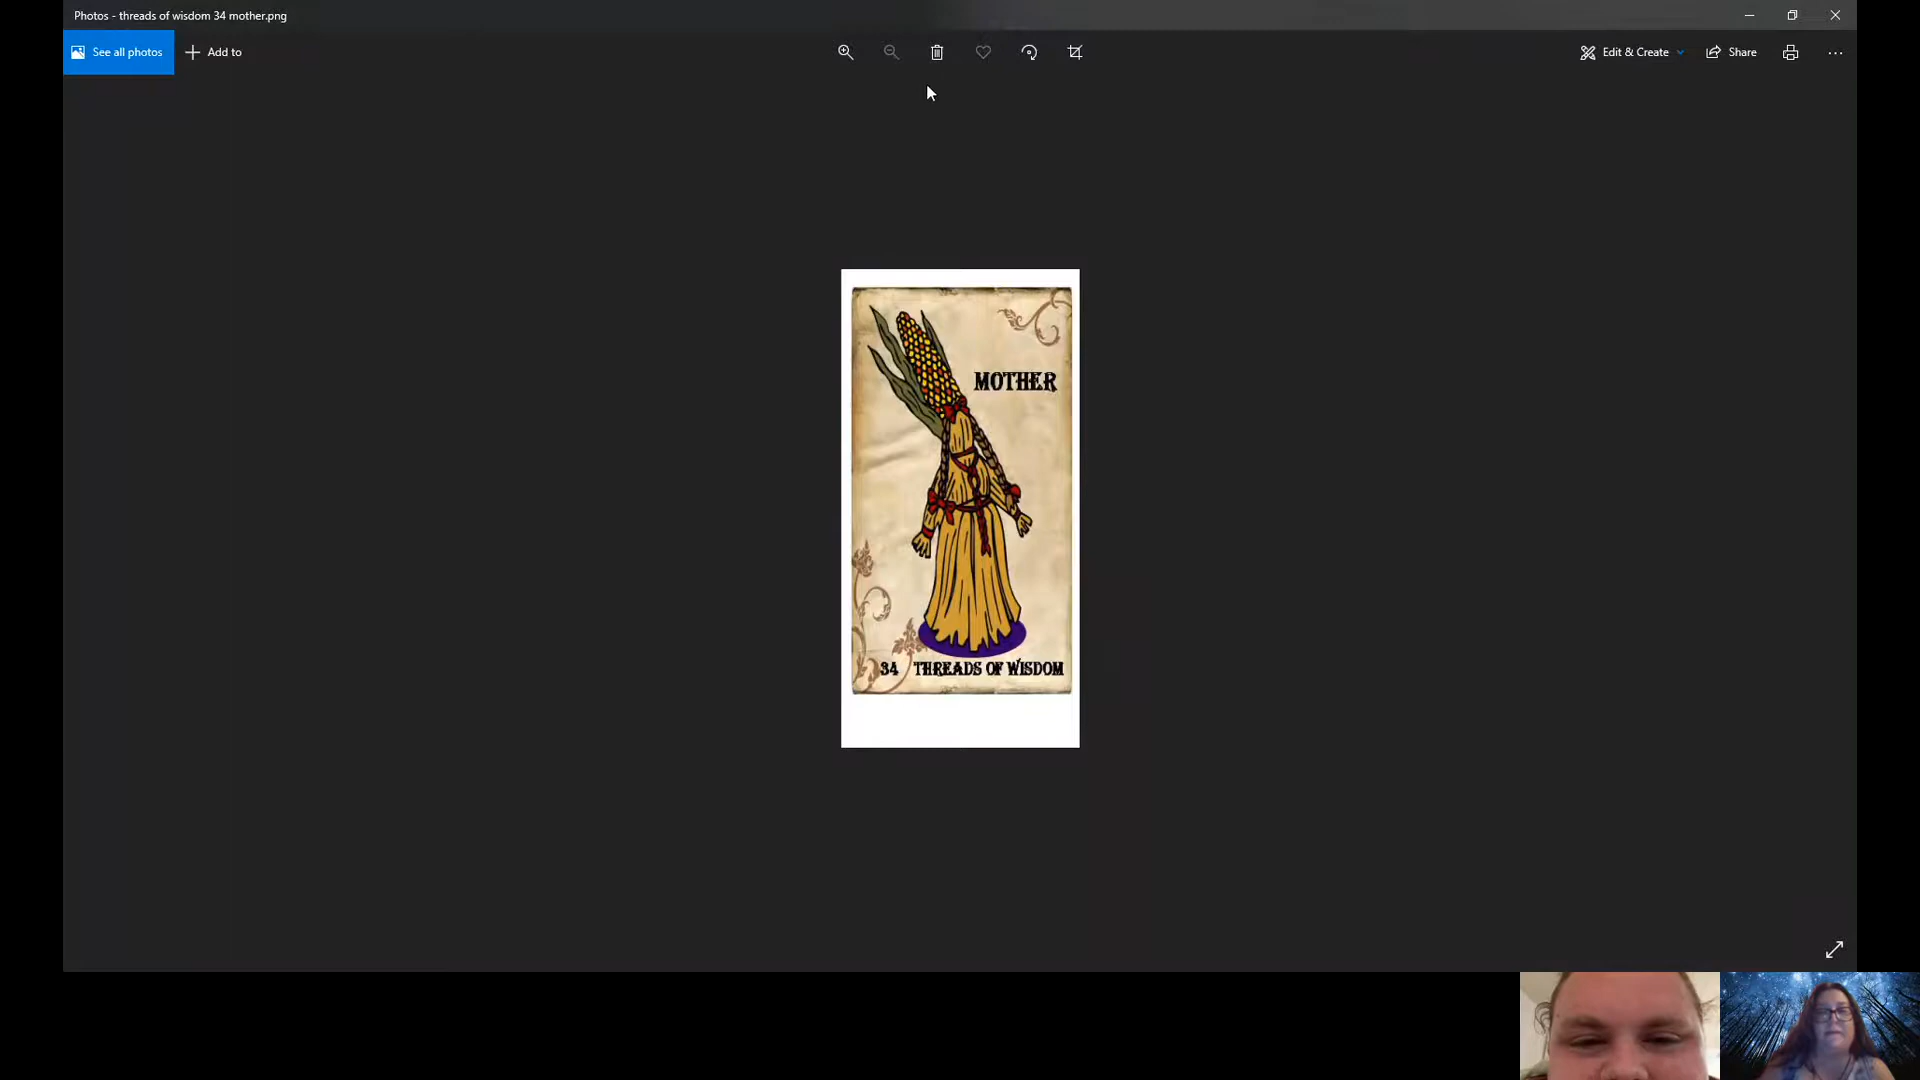 Photos - threads of wisdom 34 mother.png
See all photos
Add to
Edit & Create
Share
MOTHER
34 THREADS OF WISDOM